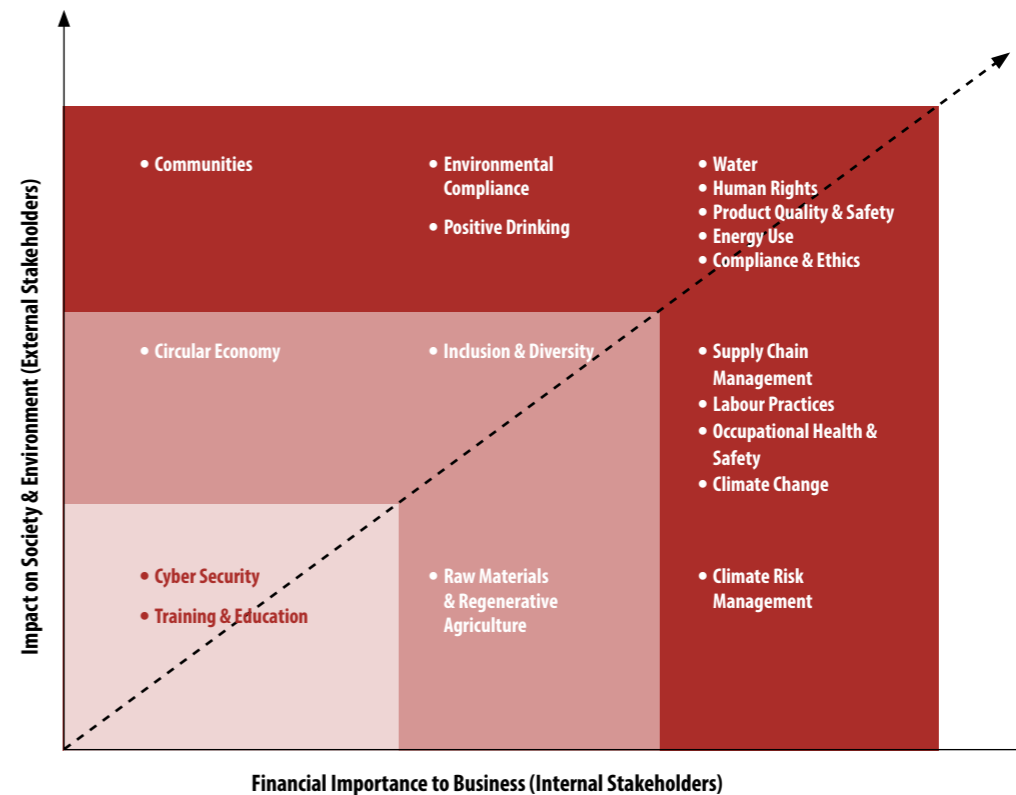 Impact on Society & Environment (External Stakeholders)
• Communities
• Environmental
Compliance
• Positive Drinking
• Water
• Human Rights
• Product Quality & Safety
• Energy Use
• Compliance & Ethics
• Circular Economy
• Inclusion & Diversity
• Supply Chain
Management
• Labour Practices
• Occupational Health &
Safety
• Climate Change
• Cyber Security
• Training & Education
• Raw Materials
& Regenerative
Agriculture
• Climate Risk
Management
Financial Importance to Business (Internal Stakeholders)